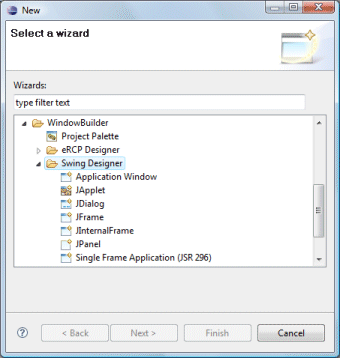 New
Select a wizard
Wizards:
type filter text
WindowBuilder
Project Palette
eRCP Designer
Swing Designer
Application Window
JApplet
JDialog
JFrame
JInternalFrame
JPanel
Single Frame Application (JSR 296)
?
< Back
Next >
Finish
Cancel